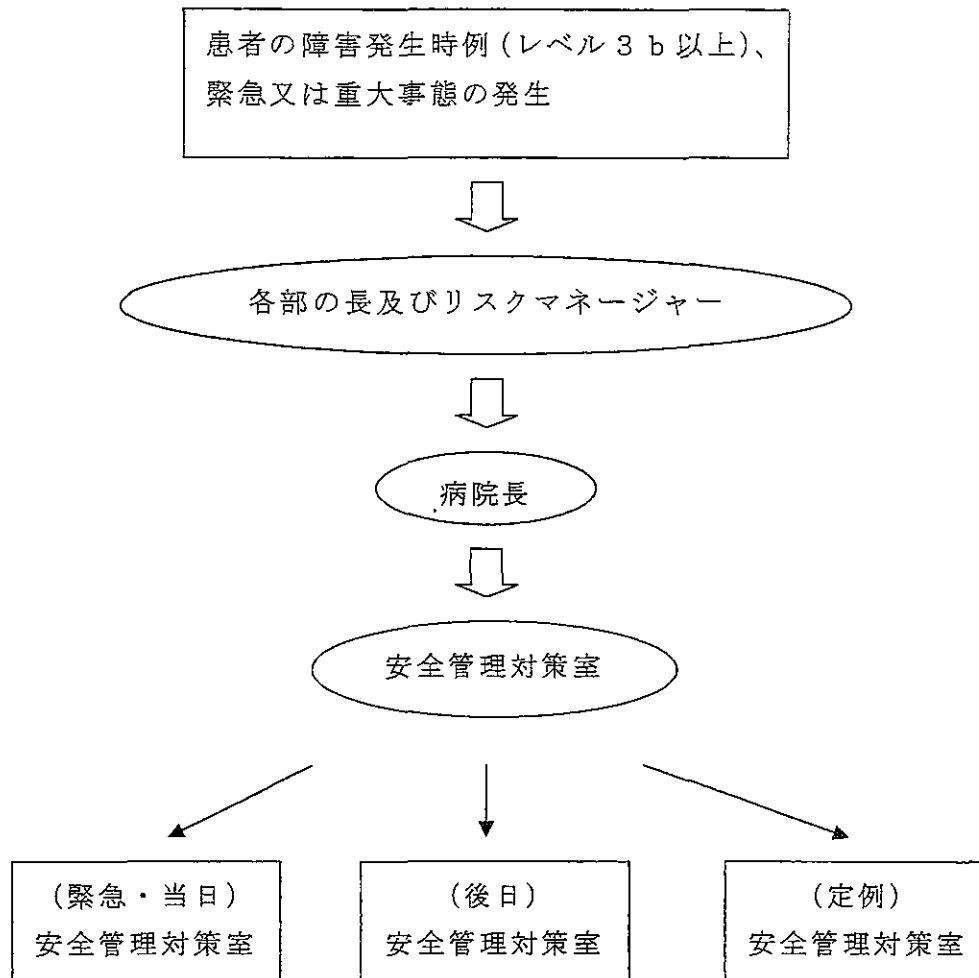 患者の障害発生時例(レベル3b以上)、
緊急又は重大事態の発生
各部の長及びリスクマネージャー
病院長
安全管理対策室
(緊急・当日)
安全管理対策室
(後日)
安全管理対策室
(定例)
安全管理対策室